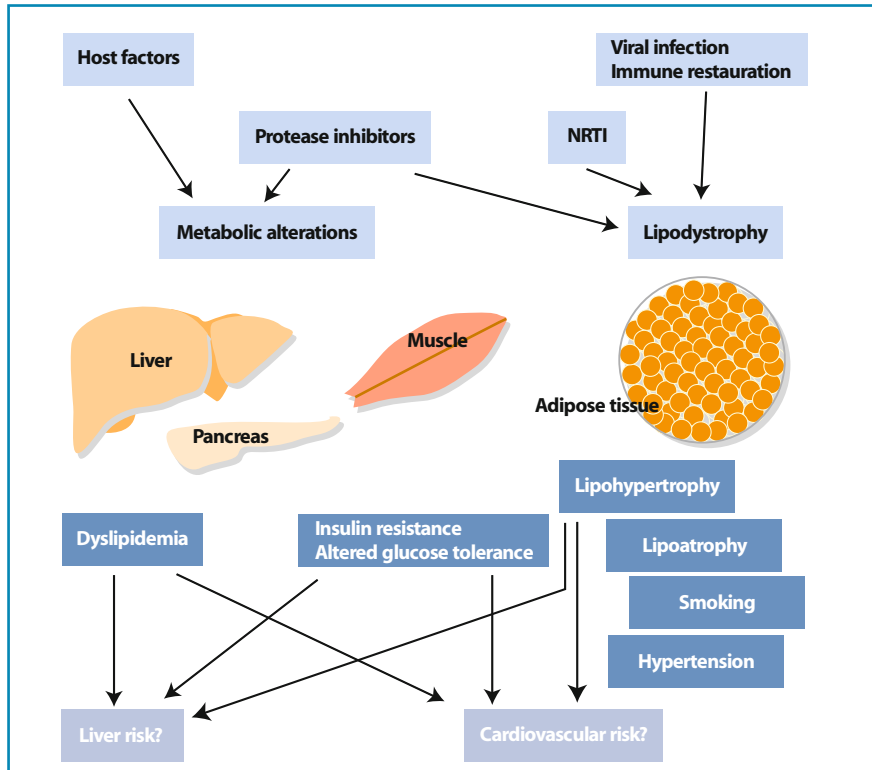 Host factors
Viral infection
Immune restauration
Protease inhibitors
NRTI
Metabolic alterations
Lipodystrophy
Liver
Muscle
Adipose tissue
Pancreas
Lipohypertrophy
Dyslipidemia
Insulin resistance
Altered glucose tolerance
Lipoatrophy
Smoking
Hypertension
Liver risk?
Cardiovascular risk?